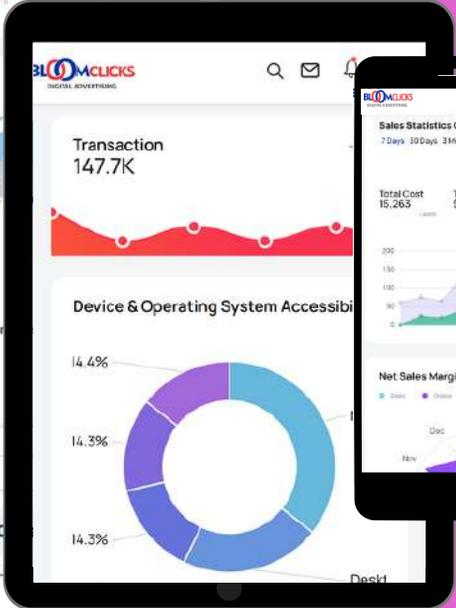 BLOOMCLICKS
DIGITAL ADVERTISING
Transaction
147.7K
Device & Operating System Accessibi
14.4%
14.3%
14.3%
Deskt
BLOOMCLICKS
Sales Statistics
7 Days 30 Days 3M
Total Cost
15,263
200
150
100
50
0
Net Sales Margi
Dec
Nov